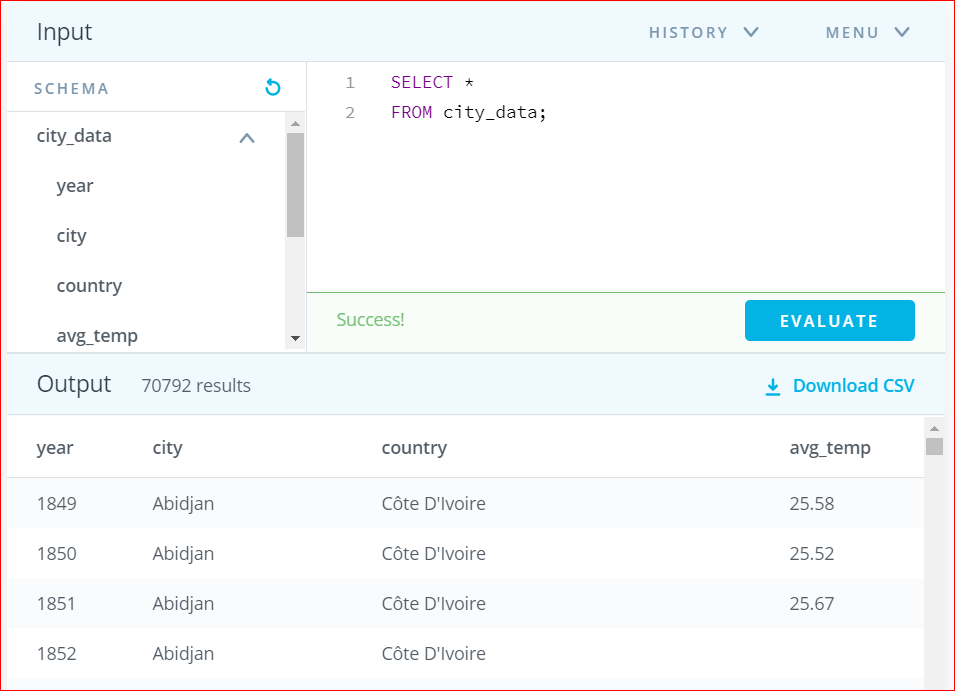 Input
HISTORY
MENU
SCHEMA
city_data
year
city
country
avg_temp
1 SELECT *
2 FROM city_data;
Success!
EVALUATE
Output 70792 results
Download CSV
year city country avg_temp
1849 Abidjan Côte D'Ivoire 25.58
1850 Abidjan Côte D'Ivoire 25.52
1851 Abidjan Côte D'Ivoire 25.67
1852 Abidjan Côte D'Ivoire